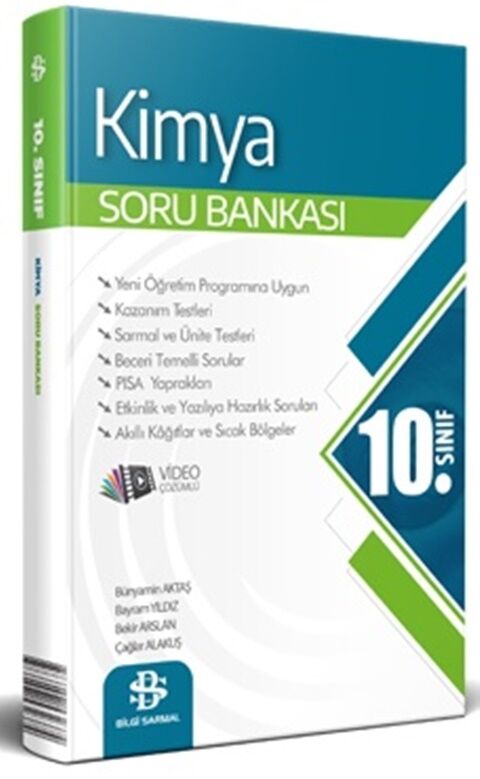 Kimya
SORU BANKASI
Yeni Öğretim Programına Uygun
Kazanım Testleri
Sarmal ve Ünite Testleri
Beceri Temelli Sorular
PISA Yaprakları
Etkinlik ve Yazılıya Hazırlık Soruları
Akıllı Kâğıtlar ve Sıcak Bölgeler
VİDEO
ÇÖZÜMLÜ
10.
SINIF
Bünyamin AKTAŞ
Bayram YILDIZ
Bekir ARSLAN
Çağlar ALAKUŞ
BİLGİ SARMAL
10. SINIF
KİMYA SORU BANKASI